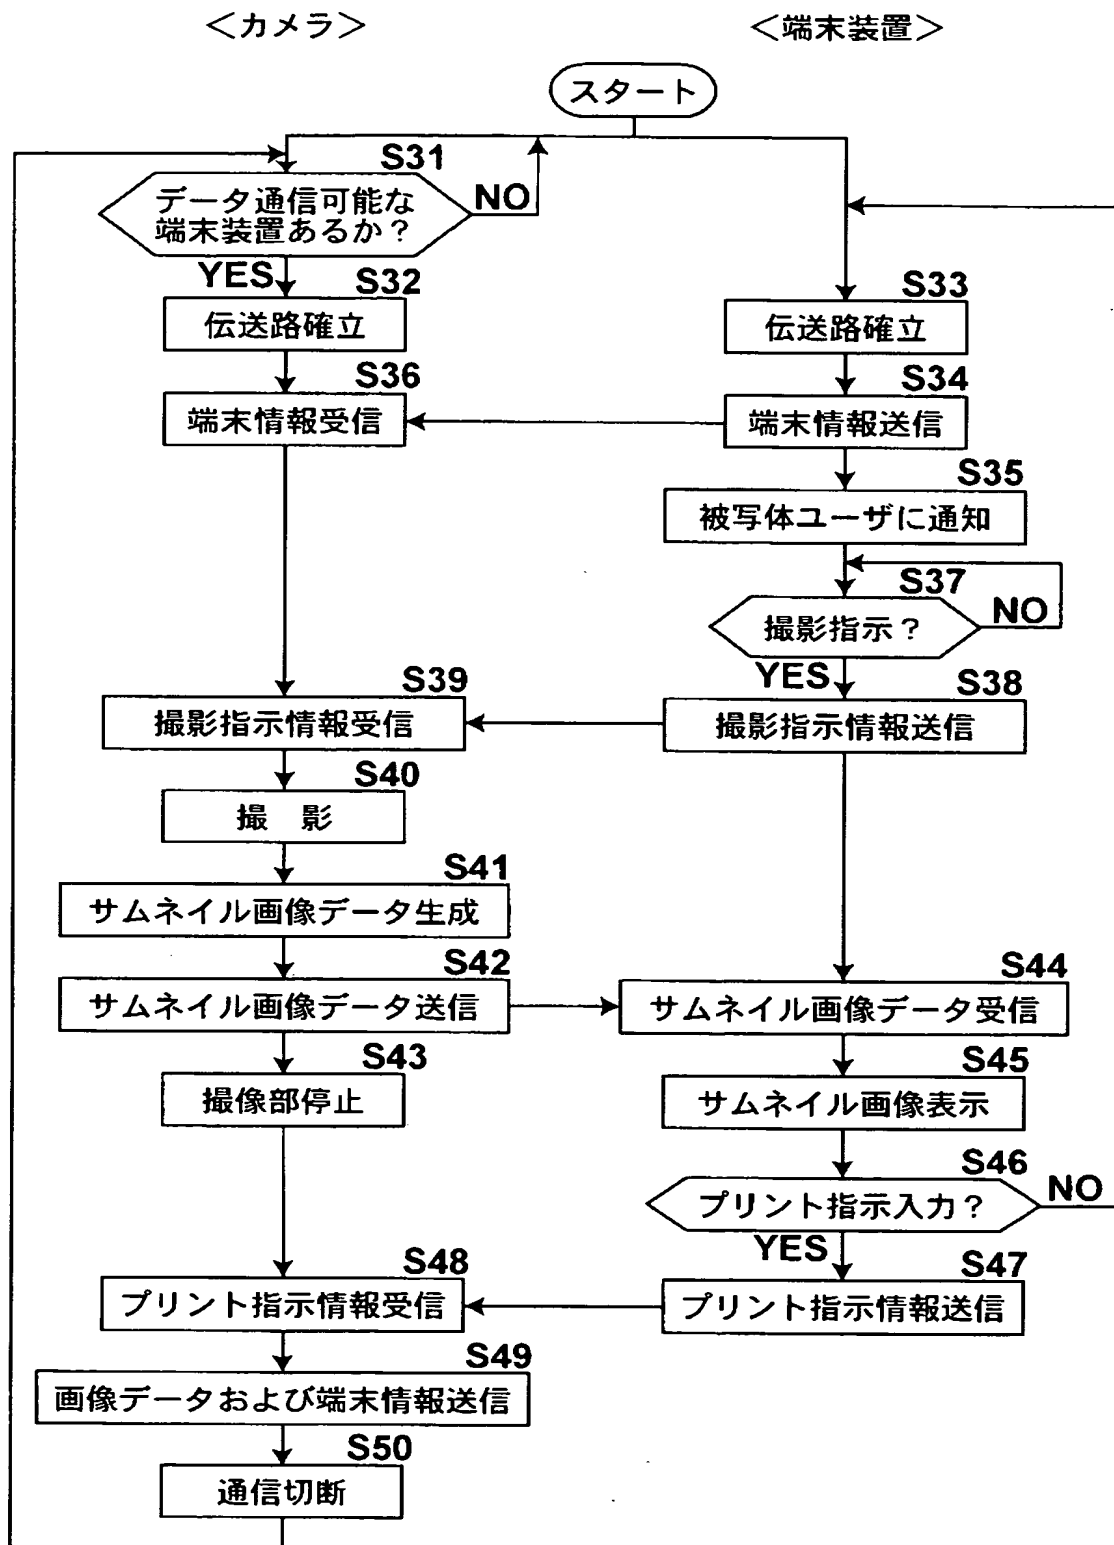 ＜カメラ＞
＜端末装置＞
スタート
S31
データ通信可能な
端末装置あるか？
NO
YES
S32
伝送路確立
S33
伝送路確立
S36
端末情報受信
S34
端末情報送信
S35
被写体ユーザに通知
S37
撮影指示？
NO
YES
S39
撮影指示情報受信
S38
撮影指示情報送信
S40
撮　影
S41
サムネイル画像データ生成
S42
サムネイル画像データ送信
S44
サムネイル画像データ受信
S43
撮像部停止
S45
サムネイル画像表示
S46
プリント指示入力？
NO
YES
S48
プリント指示情報受信
S47
プリント指示情報送信
S49
画像データおよび端末情報送信
S50
通信切断